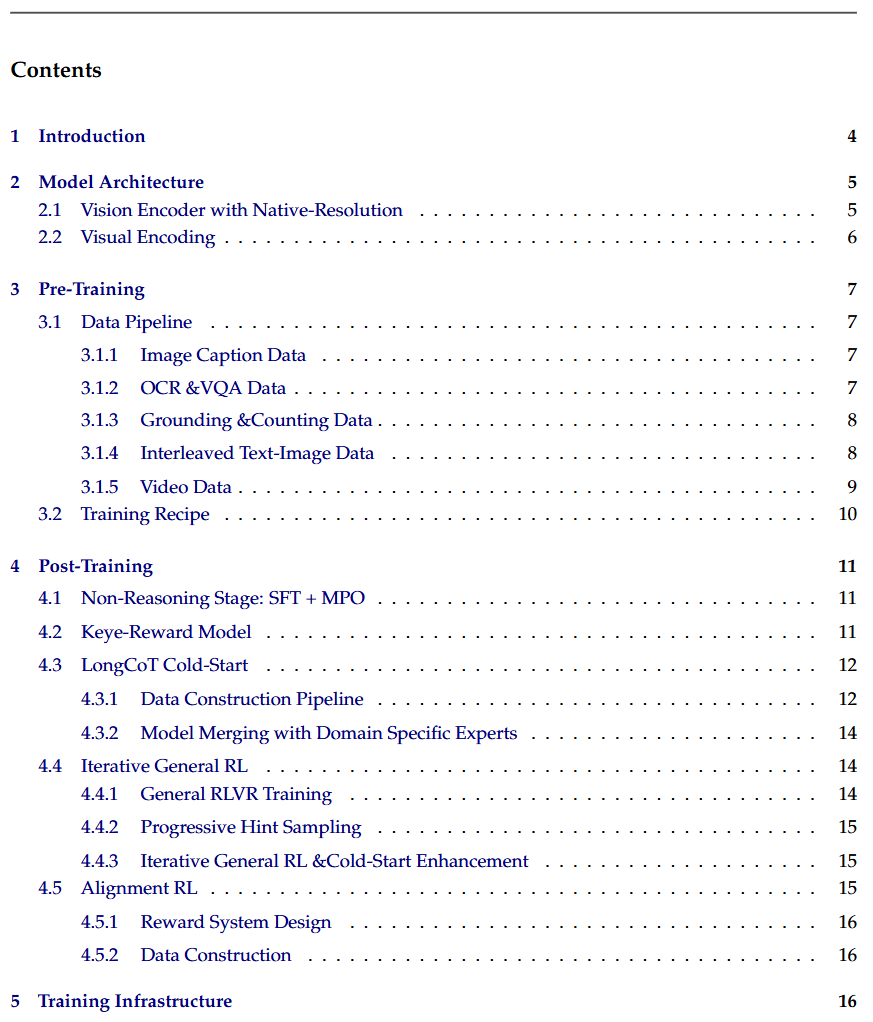 Contents
1 Introduction 4
2 Model Architecture 5
2.1 Vision Encoder with Native-Resolution . . . . . . . . . . . . . . . . . . . . . . . . . . . . . 5
2.2 Visual Encoding . . . . . . . . . . . . . . . . . . . . . . . . . . . . . . . . . . . . . . . . . . . 6
3 Pre-Training 7
3.1 Data Pipeline . . . . . . . . . . . . . . . . . . . . . . . . . . . . . . . . . . . . . . . . . . . . 7
3.1.1 Image Caption Data . . . . . . . . . . . . . . . . . . . . . . . . . . . . . . . . . . . . 7
3.1.2 OCR &VQA Data . . . . . . . . . . . . . . . . . . . . . . . . . . . . . . . . . . . . . . 7
3.1.3 Grounding &Counting Data . . . . . . . . . . . . . . . . . . . . . . . . . . . . . . . . 8
3.1.4 Interleaved Text-Image Data . . . . . . . . . . . . . . . . . . . . . . . . . . . . . . . 8
3.1.5 Video Data . . . . . . . . . . . . . . . . . . . . . . . . . . . . . . . . . . . . . . . . . . 9
3.2 Training Recipe . . . . . . . . . . . . . . . . . . . . . . . . . . . . . . . . . . . . . . . . . . . 10
4 Post-Training 11
4.1 Non-Reasoning Stage: SFT + MPO . . . . . . . . . . . . . . . . . . . . . . . . . . . . . . . . 11
4.2 Keye-Reward Model . . . . . . . . . . . . . . . . . . . . . . . . . . . . . . . . . . . . . . . . 11
4.3 LongCoT Cold-Start . . . . . . . . . . . . . . . . . . . . . . . . . . . . . . . . . . . . . . . . 12
4.3.1 Data Construction Pipeline . . . . . . . . . . . . . . . . . . . . . . . . . . . . . . . . 12
4.3.2 Model Merging with Domain Specific Experts . . . . . . . . . . . . . . . . . . . . . 14
4.4 Iterative General RL . . . . . . . . . . . . . . . . . . . . . . . . . . . . . . . . . . . . . . . . 14
4.4.1 General RLVR Training . . . . . . . . . . . . . . . . . . . . . . . . . . . . . . . . . . 14
4.4.2 Progressive Hint Sampling . . . . . . . . . . . . . . . . . . . . . . . . . . . . . . . . 15
4.4.3 Iterative General RL &Cold-Start Enhancement . . . . . . . . . . . . . . . . . . . . 15
4.5 Alignment RL . . . . . . . . . . . . . . . . . . . . . . . . . . . . . . . . . . . . . . . . . . . . 15
4.5.1 Reward System Design . . . . . . . . . . . . . . . . . . . . . . . . . . . . . . . . . . 16
4.5.2 Data Construction . . . . . . . . . . . . . . . . . . . . . . . . . . . . . . . . . . . . . 16
5 Training Infrastructure 16